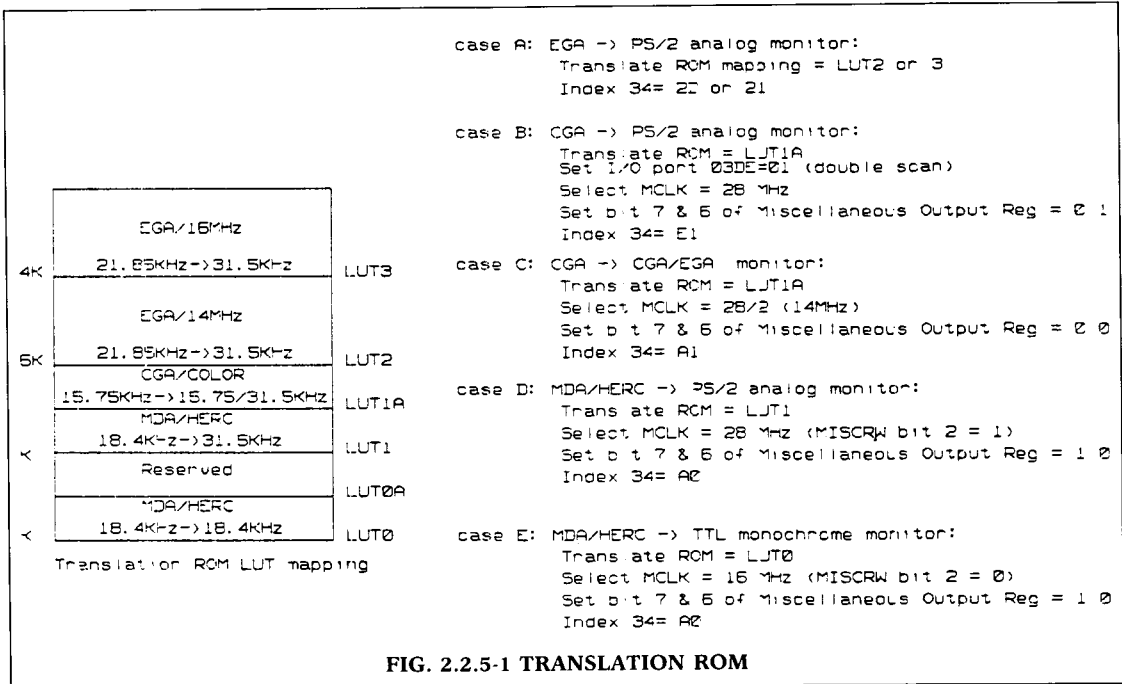 case A: EGA -> PS/2 analog monitor:
Translate ROM mapping = LUT2 or 3
Index 34= 20 or 21
case B: CGA -> PS/2 analog monitor:
Translate ROM = LUT1A
Set I/O port 03DE=01 (double scan)
Select MCLK = 28 MHz
Set bit 7 & 6 of Miscellaneous Output Reg = 0 1
Index 34= E1
case C: CGA -> CGA/EGA monitor:
Translate ROM = LUT1A
Select MCLK = 28/2 (14MHz)
Set bit 7 & 6 of Miscellaneous Output Reg = 0 0
Index 34= A1
case D: MDA/HERC -> PS/2 analog monitor:
Translate ROM = LUT1
Select MCLK = 28 MHz (MISCRW bit 2 = 1)
Set bit 7 & 6 of Miscellaneous Output Reg = 1 0
Index 34= A0
case E: MDA/HERC -> TTL monochrome monitor:
Translate ROM = LUT0
Select MCLK = 16 MHz (MISCRW bit 2 = 0)
Set bit 7 & 6 of Miscellaneous Output Reg = 1 0
Index 34= A0
EGA/16MHz
4K 21.85KHz->31.5KHz LUT3
EGA/14MHz
21.85KHz->31.5KHz LUT2
CGA/COLOR
15.75KHz->15.75/31.5KHz LUT1A
MDA/HERC
18.4KHz->31.5KHz LUT1
Reserved
LUT0A
MDA/HERC
18.4KHz->18.4KHz LUT0
Translation ROM LUT mapping
FIG. 2.2.5-1 TRANSLATION ROM